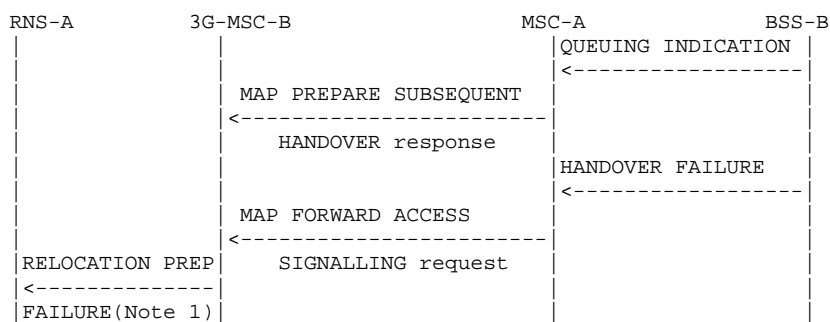 RNS-A 3G-MSC-B MSC-A BSS-B
QUEUING INDICATION
MAP PREPARE SUBSEQUENT
HANDOVER response
HANDOVER FAILURE
MAP FORWARD ACCESS
RELOCATION PREP SIGNALLING request
FAILURE(Note 1)